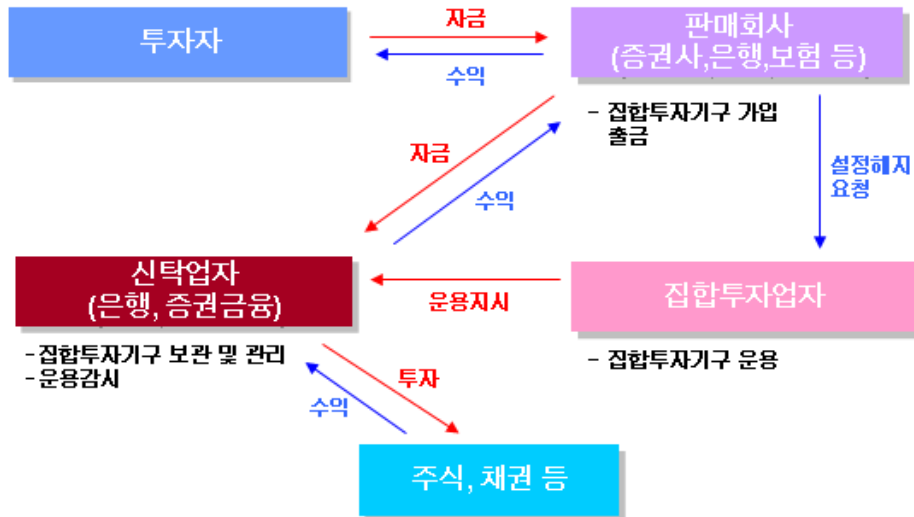 투자자
자금
수익
판매회사
(증권사,은행,보험 등)
- 집합투자기구 가입
출금
자금
수익
설정해지
요청
신탁업자
(은행, 증권금융)
-집합투자기구 보관 및 관리
-운용감시
운용지시
집합투자업자
- 집합투자기구 운용
투자
수익
주식, 채권 등